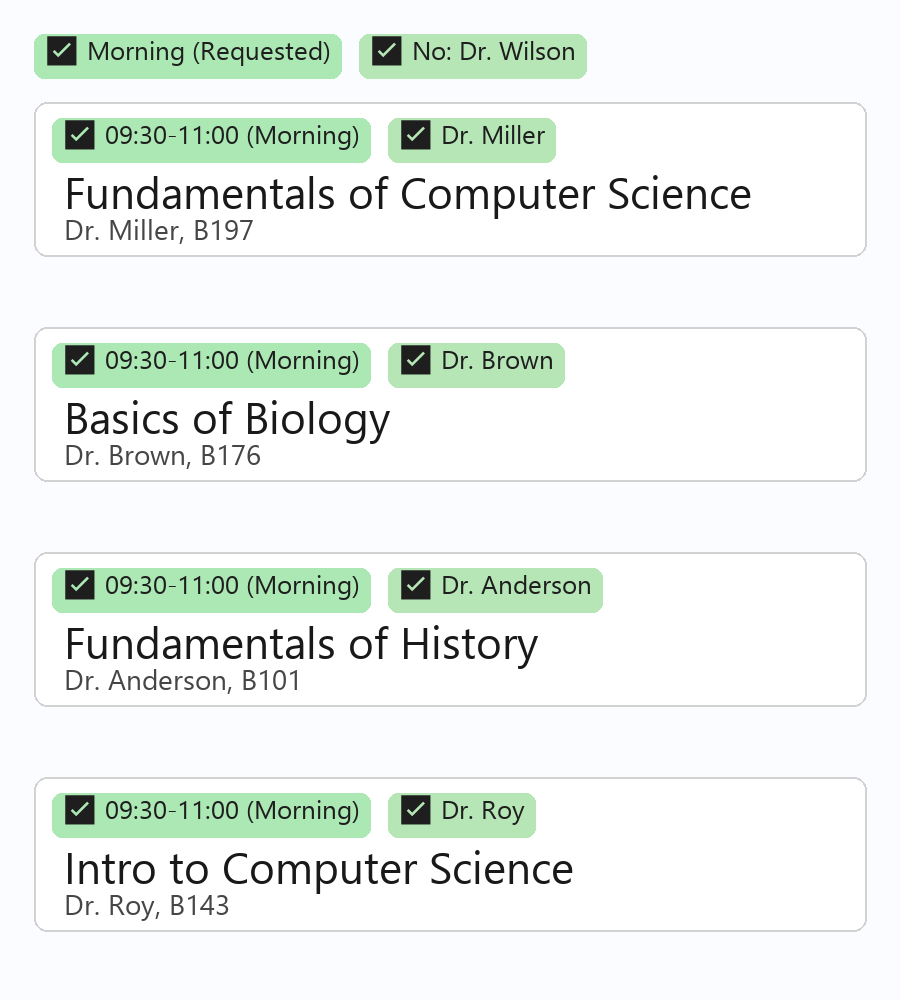 Morning (Requested) No: Dr. Wilson
09:30-11:00 (Morning) Dr. Miller
Fundamentals of Computer Science
Dr. Miller, B197
09:30-11:00 (Morning) Dr. Brown
Basics of Biology
Dr. Brown, B176
09:30-11:00 (Morning) Dr. Anderson
Fundamentals of History
Dr. Anderson, B101
09:30-11:00 (Morning) Dr. Roy
Intro to Computer Science
Dr. Roy, B143